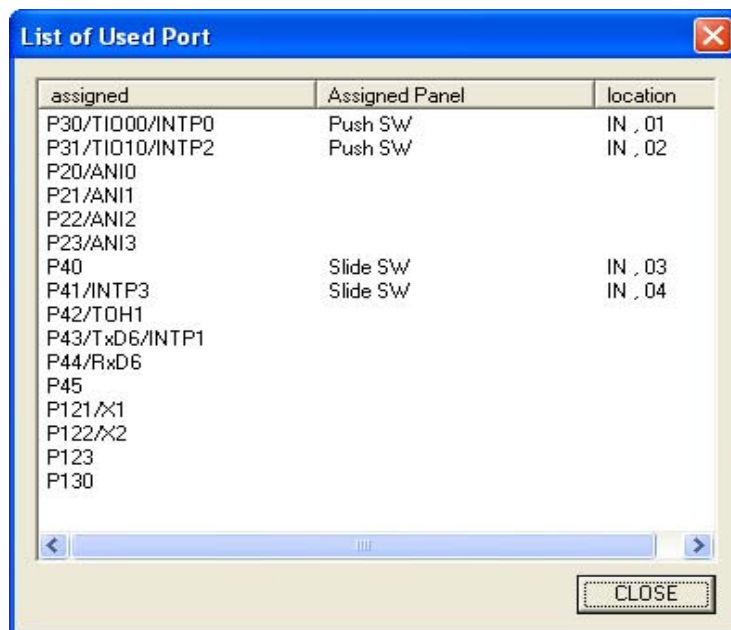 List of Used Port
assigned Assigned Panel location
P30/TIO00/INTP0 Push SW IN , 01
P31/TIO10/INTP2 Push SW IN , 02
P20/ANI0
P21/ANI1
P22/ANI2
P23/ANI3
P40 Slide SW IN , 03
P41/INTP3 Slide SW IN , 04
P42/TOH1
P43/TxD6/INTP1
P44/RxD6
P45
P121/X1
P122/X2
P123
P130
CLOSE